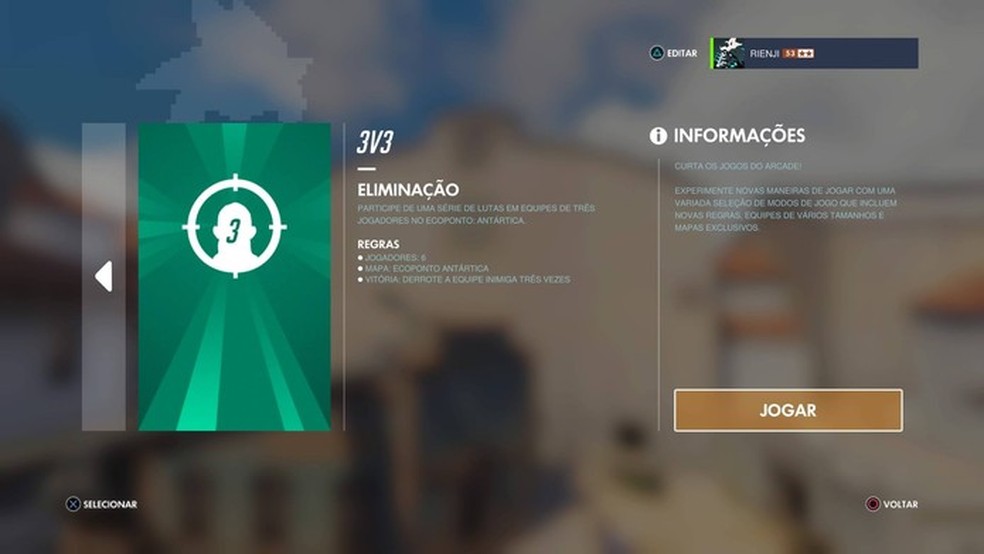 EDITAR
RIENJI 53
3V3
ELIMINAÇÃO
PARTICIPE DE UMA SÉRIE DE LUTAS EM EQUIPES DE TRÊS
JOGADORES NO ECOPONTO: ANTÁRTICA.
REGRAS
JOGADORES: 6
MAPA: ECOPONTO ANTÁRTICA
VITÓRIA: DERROTE A EQUIPE INIMIGA TRÊS VEZES
3
INFORMAÇÕES
CURTA OS JOGOS DO ARCADE!
EXPERIMENTE NOVAS MANEIRAS DE JOGAR COM UMA
VARIADA SELEÇÃO DE MODOS DE JOGO QUE INCLUEM
NOVAS REGRAS, EQUIPES DE VÁRIOS TAMANHOS E
MAPAS EXCLUSIVOS.
JOGAR
SELECIONAR
VOLTAR